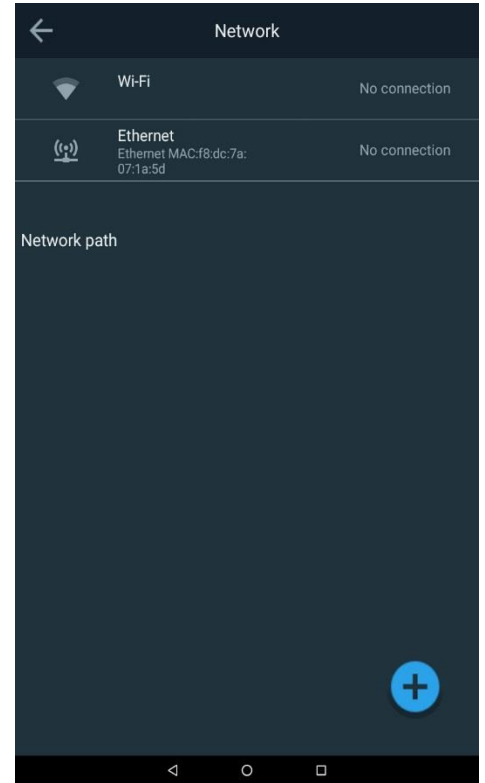 Network
Wi-Fi
No connection
Ethernet
Ethernet MAC:f8:dc:7a:
07:1a:5d
No connection
Network path